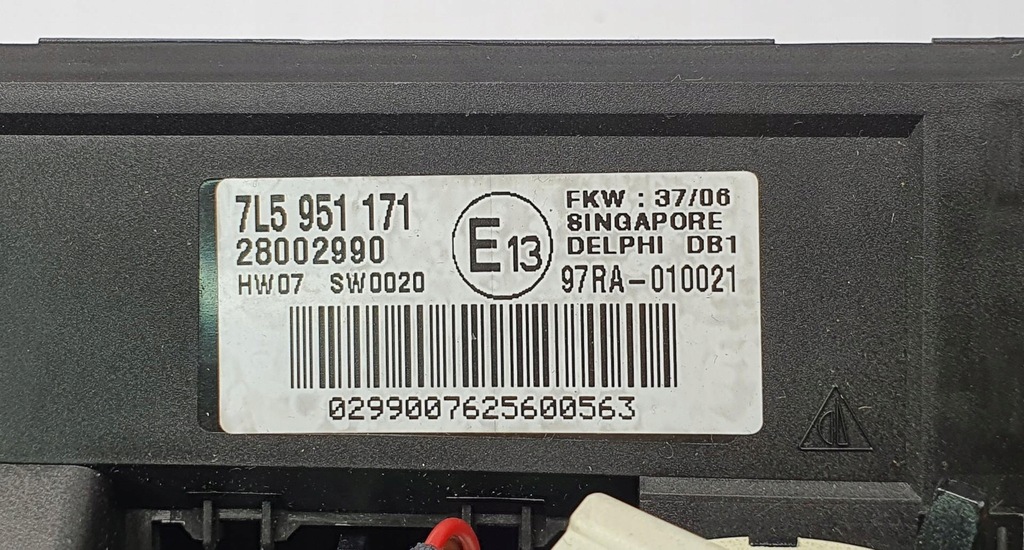 7L5 951 171
28002990
HW07 SW0020
E13
FKW : 37/06
SINGAPORE
DELPHI DB1
97RA-010021
0299007625600563